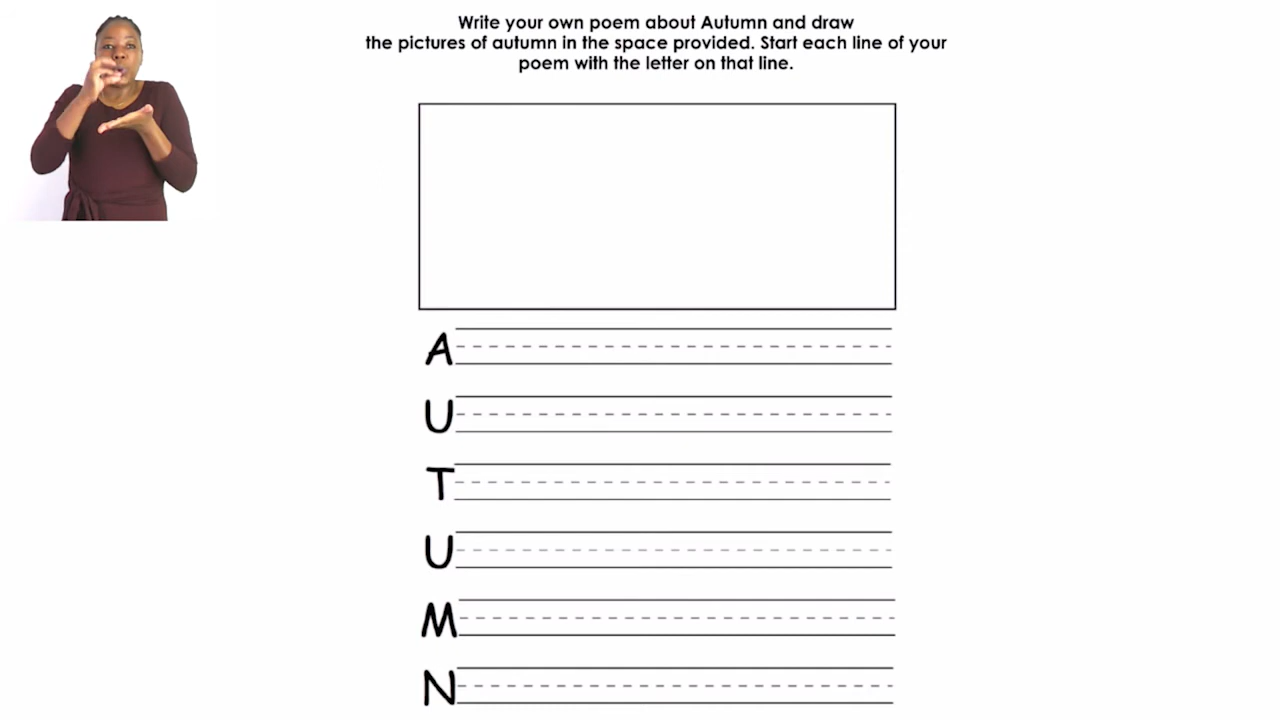 Write your own poem about Autumn and draw
the pictures of autumn in the space provided. Start each line of your
poem with the letter on that line.
A
U
T
U
M
N